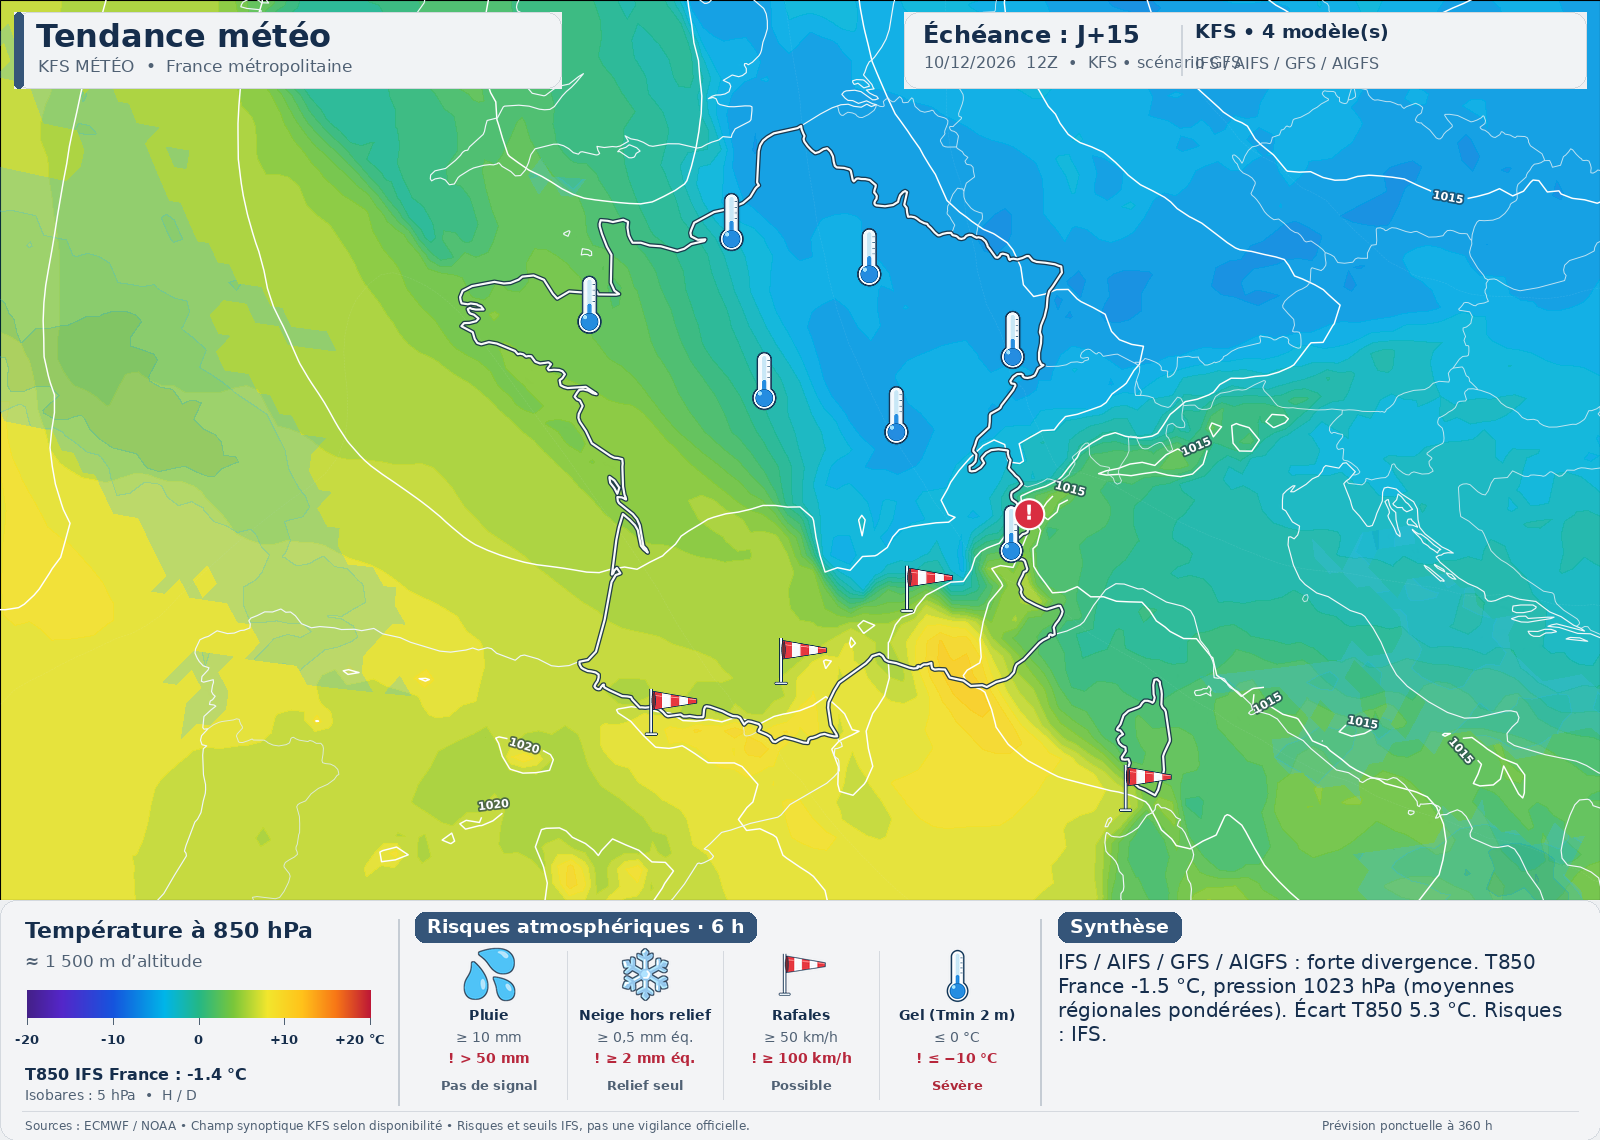 Tendance météo
KFS MÉTÉO • France métropolitaine
Échéance : J+15
10/12/2026 12Z • KFS • scénario GFS
KFS • 4 modèle(s)
IFS / AIFS / GFS / AIGFS
1015
1015
1015
1015
1015
1015
1020
1020
!
Température à 850 hPa
≈ 1 500 m d’altitude
-20 -10 0 +10 +20 °C
T850 IFS France : -1.4 °C
Isobares : 5 hPa • H / D
Risques atmosphériques · 6 h
Pluie
≥ 10 mm
! > 50 mm
Pas de signal
Neige hors relief
≥ 0,5 mm éq.
! ≥ 2 mm éq.
Relief seul
Rafales
≥ 50 km/h
! ≥ 100 km/h
Possible
Gel (Tmin 2 m)
≤ 0 °C
! ≤ −10 °C
Sévère
Synthèse
IFS / AIFS / GFS / AIGFS : forte divergence. T850
France -1.5 °C, pression 1023 hPa (moyennes
régionales pondérées). Écart T850 5.3 °C. Risques
: IFS.
Sources : ECMWF / NOAA • Champ synoptique KFS selon disponibilité • Risques et seuils IFS, pas une vigilance officielle.
Prévision ponctuelle à 360 h